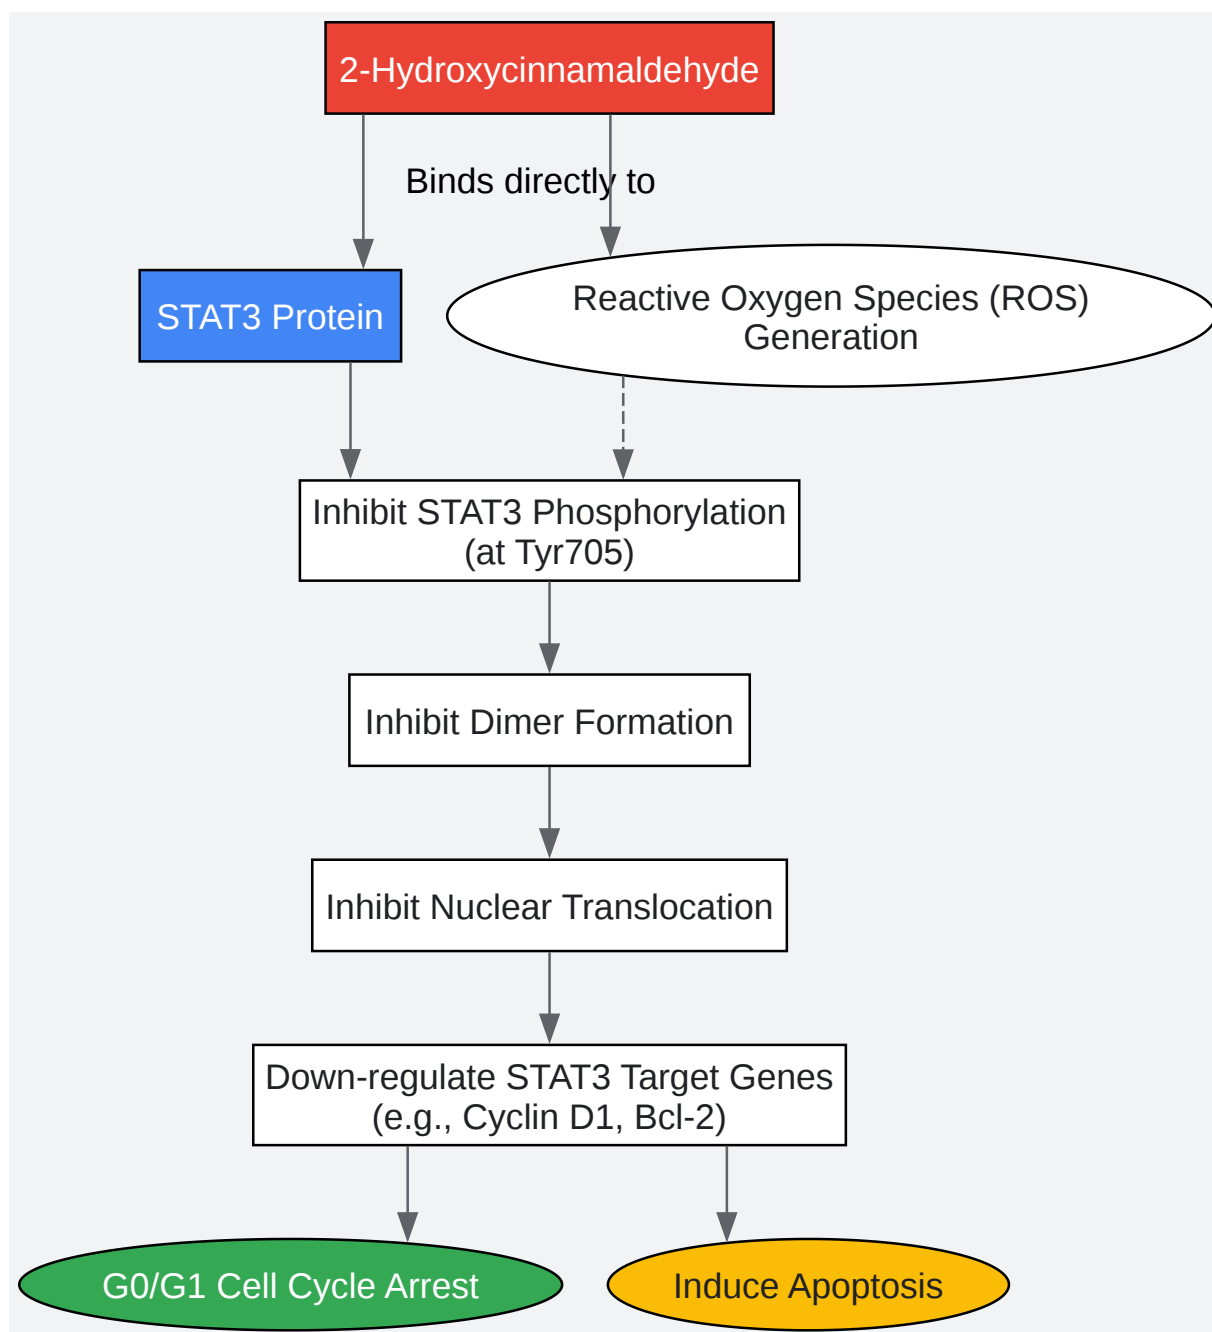 2-Hydroxycinnamaldehyde
Binds directly to
STAT3 Protein
Reactive Oxygen Species (ROS)
Generation
Inhibit STAT3 Phosphorylation
(at Tyr705)
Inhibit Dimer Formation
Inhibit Nuclear Translocation
Down-regulate STAT3 Target Genes
(e.g., Cyclin D1, Bcl-2)
G0/G1 Cell Cycle Arrest
Induce Apoptosis